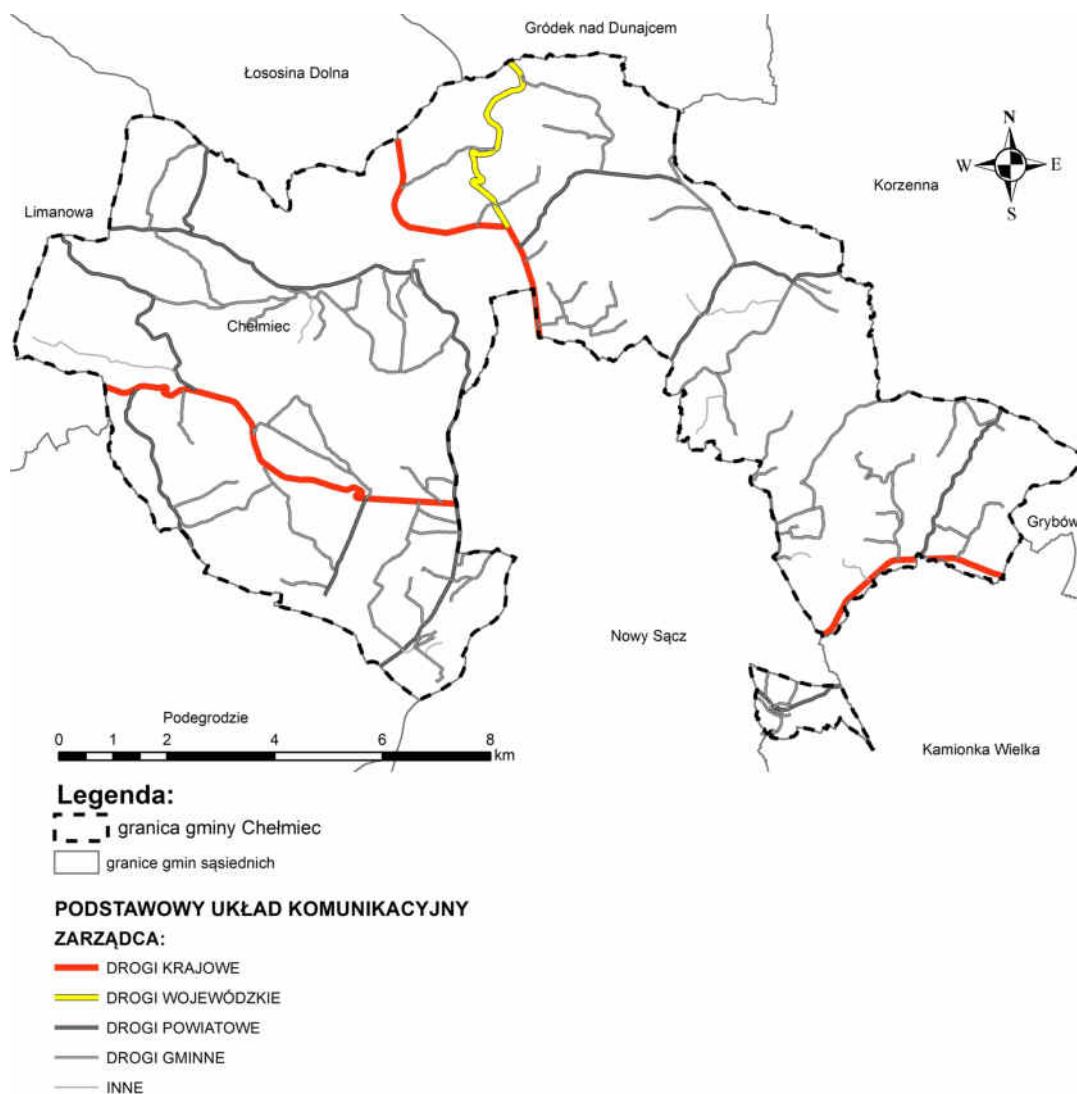 Gródek nad Dunajcem
Łososina Dolna
N
W E
S
Korzenna
Limanowa
Chełmiec
Grybów
Nowy Sącz
Podegrodzie
Kamionka Wielka
0 1 2 4 6 8
km
Legenda:
granica gminy Chełmiec
granice gmin sąsiednich
PODSTAWOWY UKŁAD KOMUNIKACYJNY
ZARZĄDCA:
DROGI KRAJOWE
DROGI WOJEWÓDZKIE
DROGI POWIATOWE
DROGI GMINNE
INNE